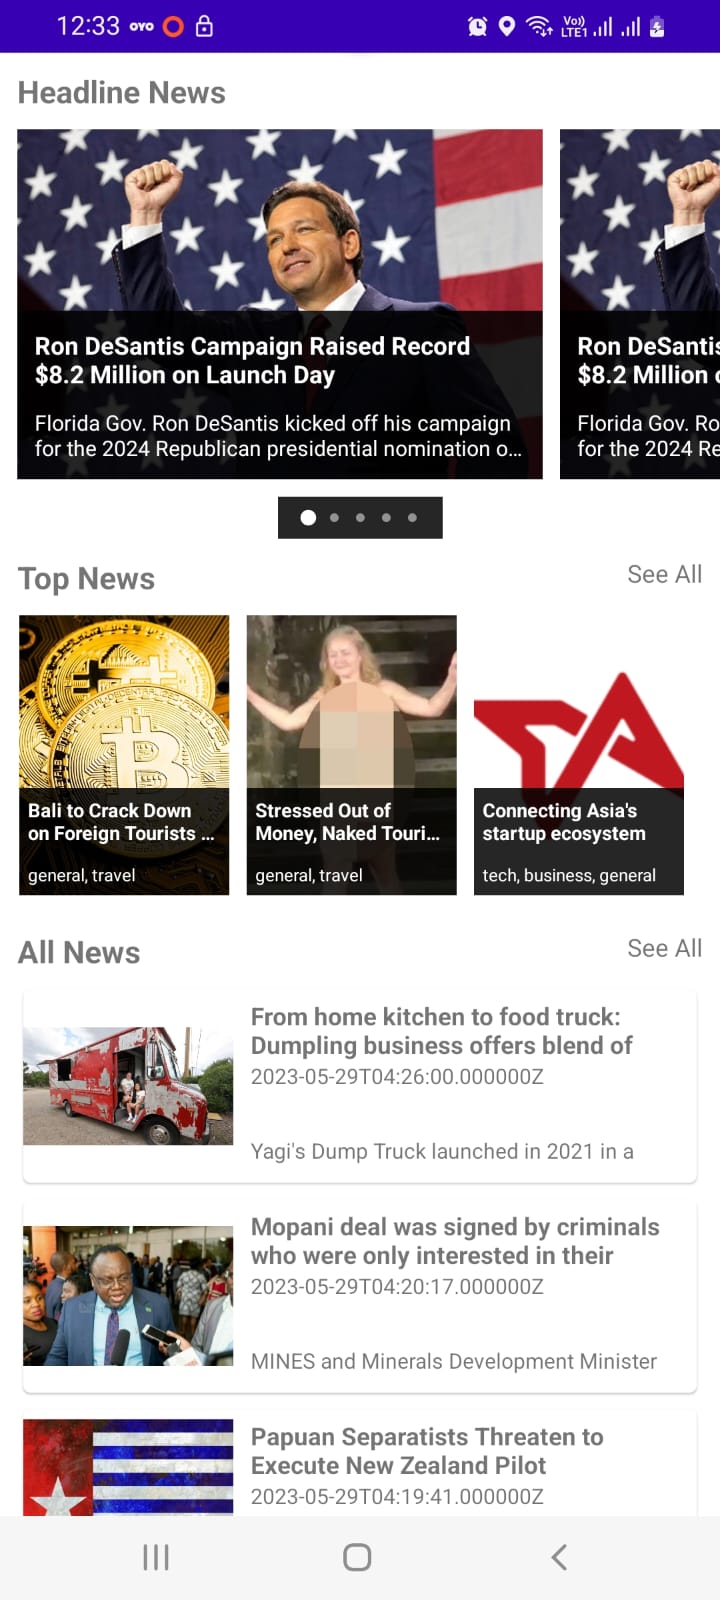 12:33 OYO
Vo)) LTE1
Headline News
Ron DeSantis Campaign Raised Record
$8.2 Million on Launch Day
Florida Gov. Ron DeSantis kicked off his campaign
for the 2024 Republican presidential nomination o...
Ron DeSantis
$8.2 Million o
Florida Gov. Ro
for the 2024 Re
Top News
See All
Bali to Crack Down
on Foreign Tourists ...
general, travel
Stressed Out of
Money, Naked Touri...
general, travel
Connecting Asia's
startup ecosystem
tech, business, general
All News
See All
From home kitchen to food truck:
Dumpling business offers blend of
2023-05-29T04:26:00.000000Z
Yagi's Dump Truck launched in 2021 in a
Mopani deal was signed by criminals
who were only interested in their
2023-05-29T04:20:17.000000Z
MINES and Minerals Development Minister
Papuan Separatists Threaten to
Execute New Zealand Pilot
2023-05-29T04:19:41.000000Z